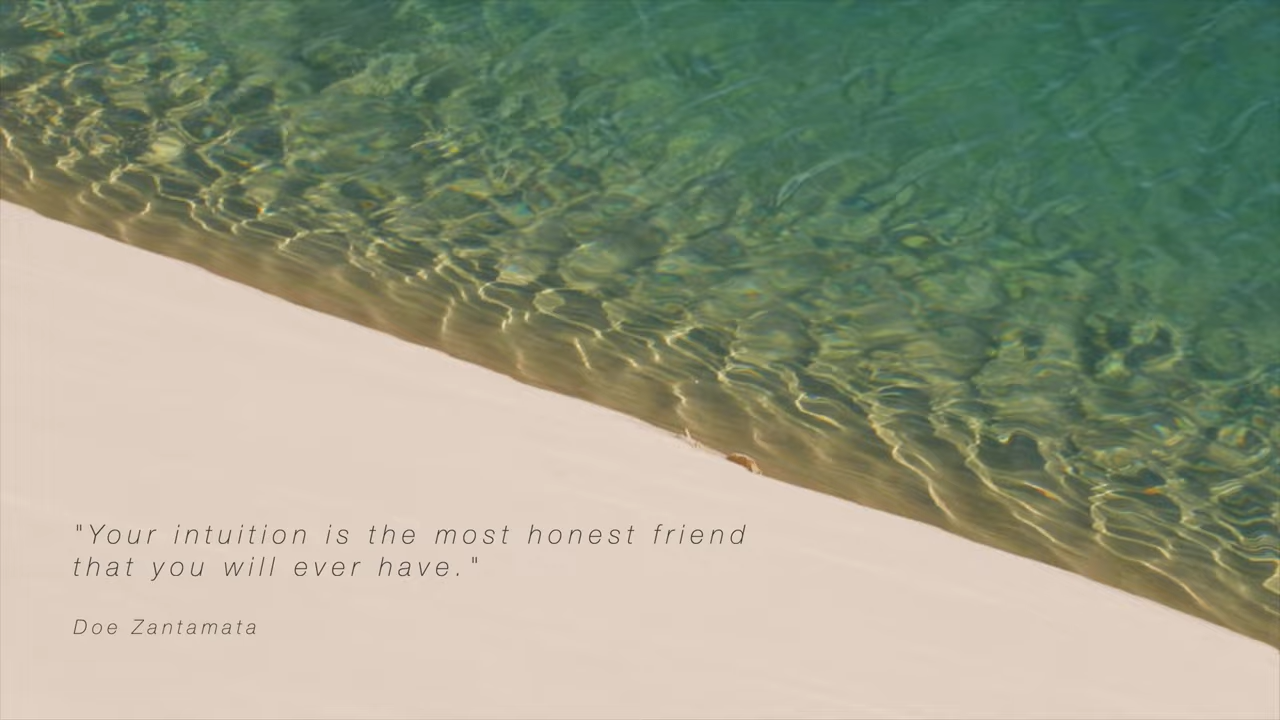 "Your intuition is the most honest friend
that you will ever have."
Doe Zantamata